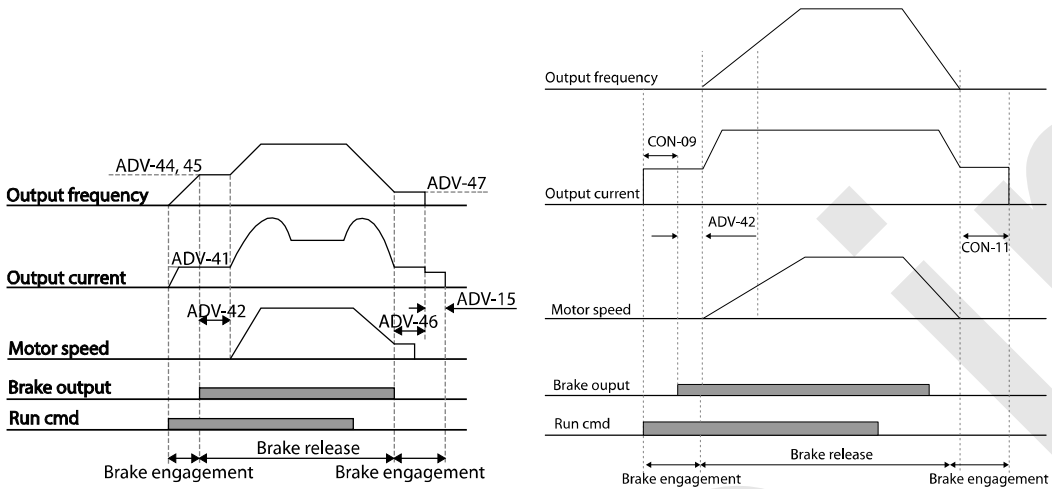 ADV-44, 45
ADV-47
Output frequency
ADV-41
Output current
ADV-42
ADV-15
ADV-46
Motor speed
Brake output
Run cmd
Brake release
Brake engagement
Brake engagement
Output frequency
CON-09
Output current
ADV-42
CON-11
Motor speed
Brake ouput
Run cmd
Brake release
Brake engagement
Brake engagement